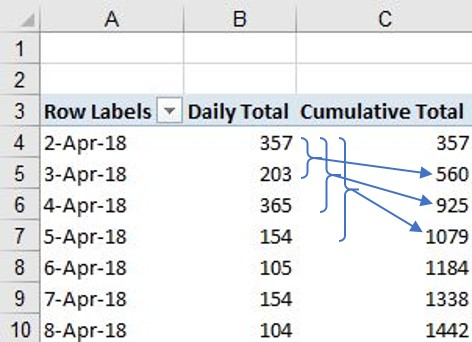 A B C
1
2
3 Row Labels Daily Total Cumulative Total
4 2-Apr-18 357 357
5 3-Apr-18 203 560
6 4-Apr-18 365 925
7 5-Apr-18 154 1079
8 6-Apr-18 105 1184
9 7-Apr-18 154 1338
10 8-Apr-18 104 1442